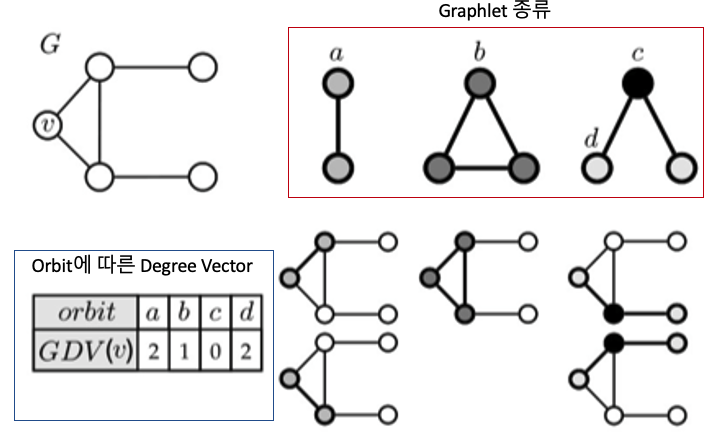 Graphlet 종류
G
v
a
b
c
d
Orbit에 따른 Degree Vector
orbit a b c d
GDV(v) 2 1 0 2